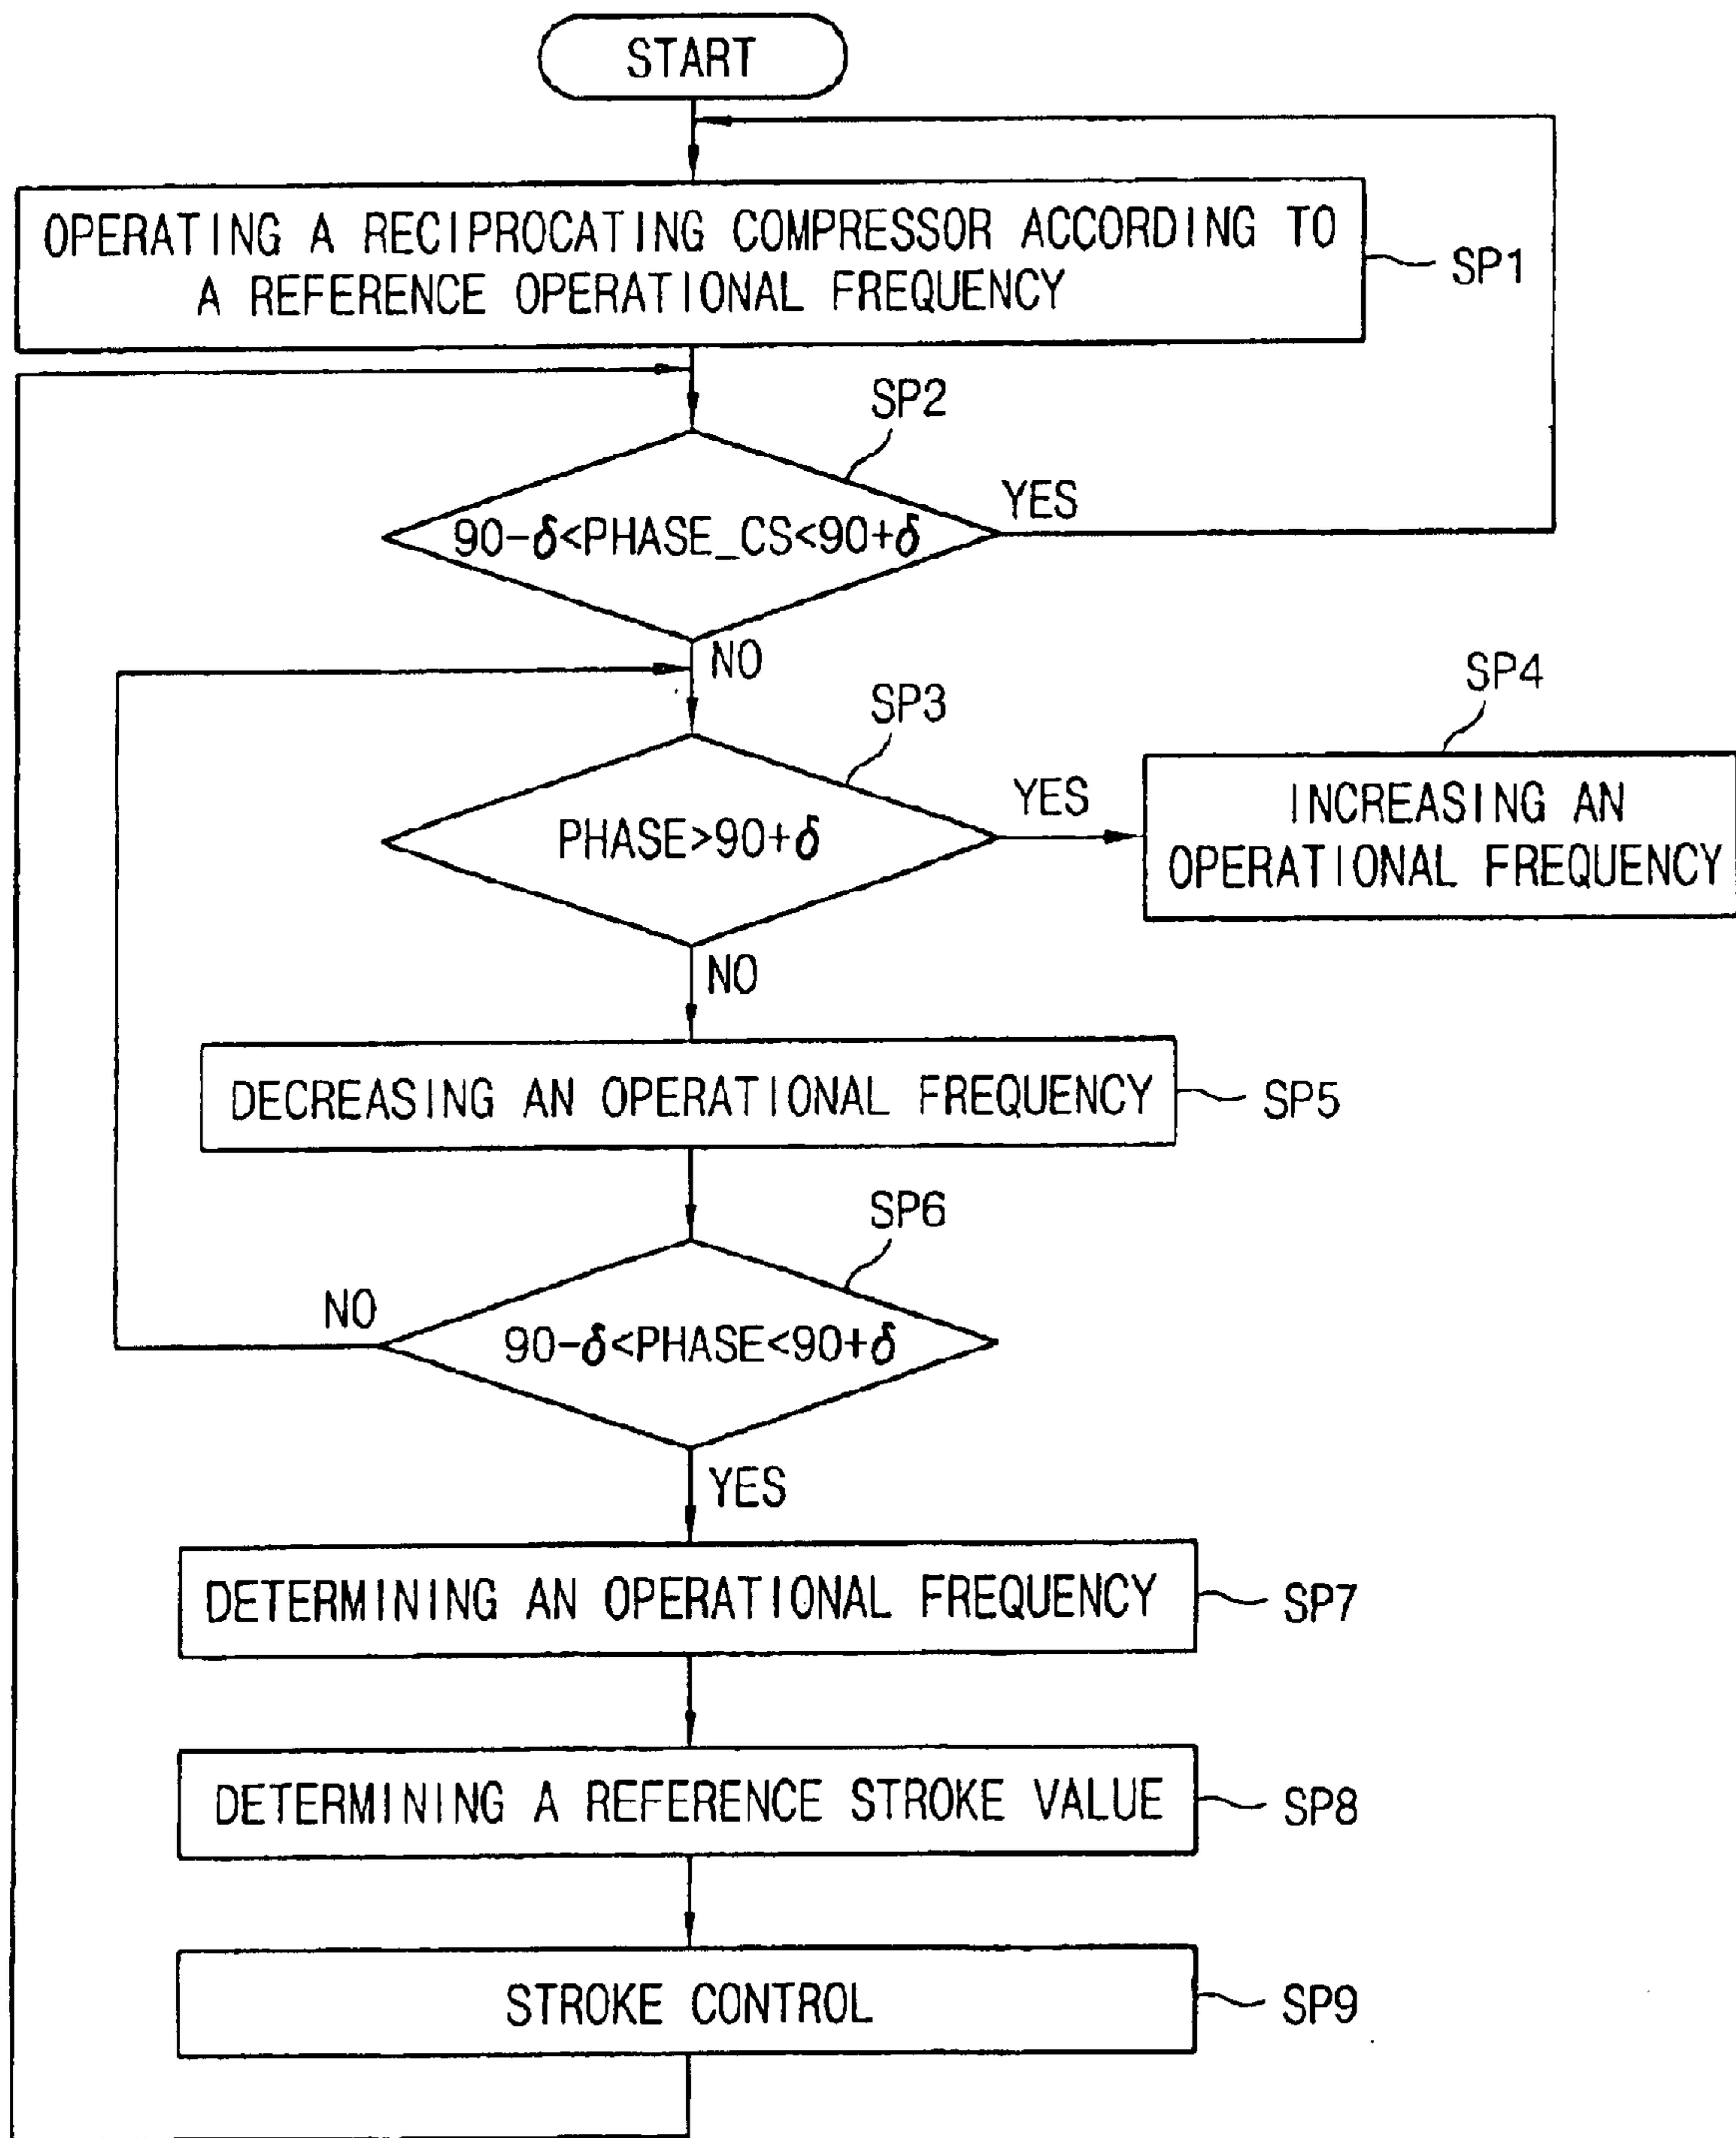 START
OPERATING A RECIPROCATING COMPRESSOR ACCORDING TO
A REFERENCE OPERATIONAL FREQUENCY
SP1
SP2
90-δ<PHASE_CS<90+δ
YES
NO
SP3
SP4
PHASE>90+δ
YES
INCREASING AN
OPERATIONAL FREQUENCY
NO
DECREASING AN OPERATIONAL FREQUENCY
SP5
SP6
NO
90-δ<PHASE<90+δ
YES
DETERMINING AN OPERATIONAL FREQUENCY
SP7
DETERMINING A REFERENCE STROKE VALUE
SP8
STROKE CONTROL
SP9